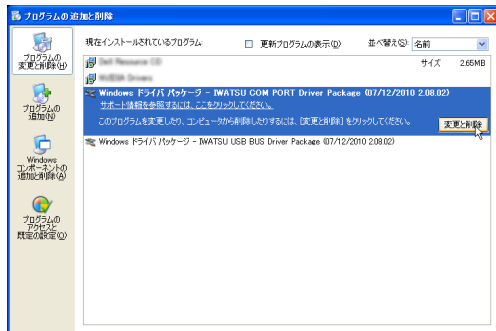 プログラムの追加と削除
現在インストールされているプログラム:
更新プログラムの表示(D)
並べ替え(S):
名前
プログラムの
変更と削除(H)
プログラムの
追加(N)
Windows
コンポーネントの
追加と削除(A)
プログラムの
アクセスと
既定の設定(O)
Dell Resource CD
サイズ 2.65MB
NVIDIA Drivers
Windows ドライバ パッケージ - IWATSU COM PORT Driver Package (07/12/2010 2.08.02)
サポート情報を参照するには、ここをクリックしてください。
このプログラムを変更したり、コンピュータから削除したりするには、[変更と削除] をクリックしてください。
変更と削除
Windows ドライバ パッケージ - IWATSU USB BUS Driver Package (07/12/2010 2.08.02)